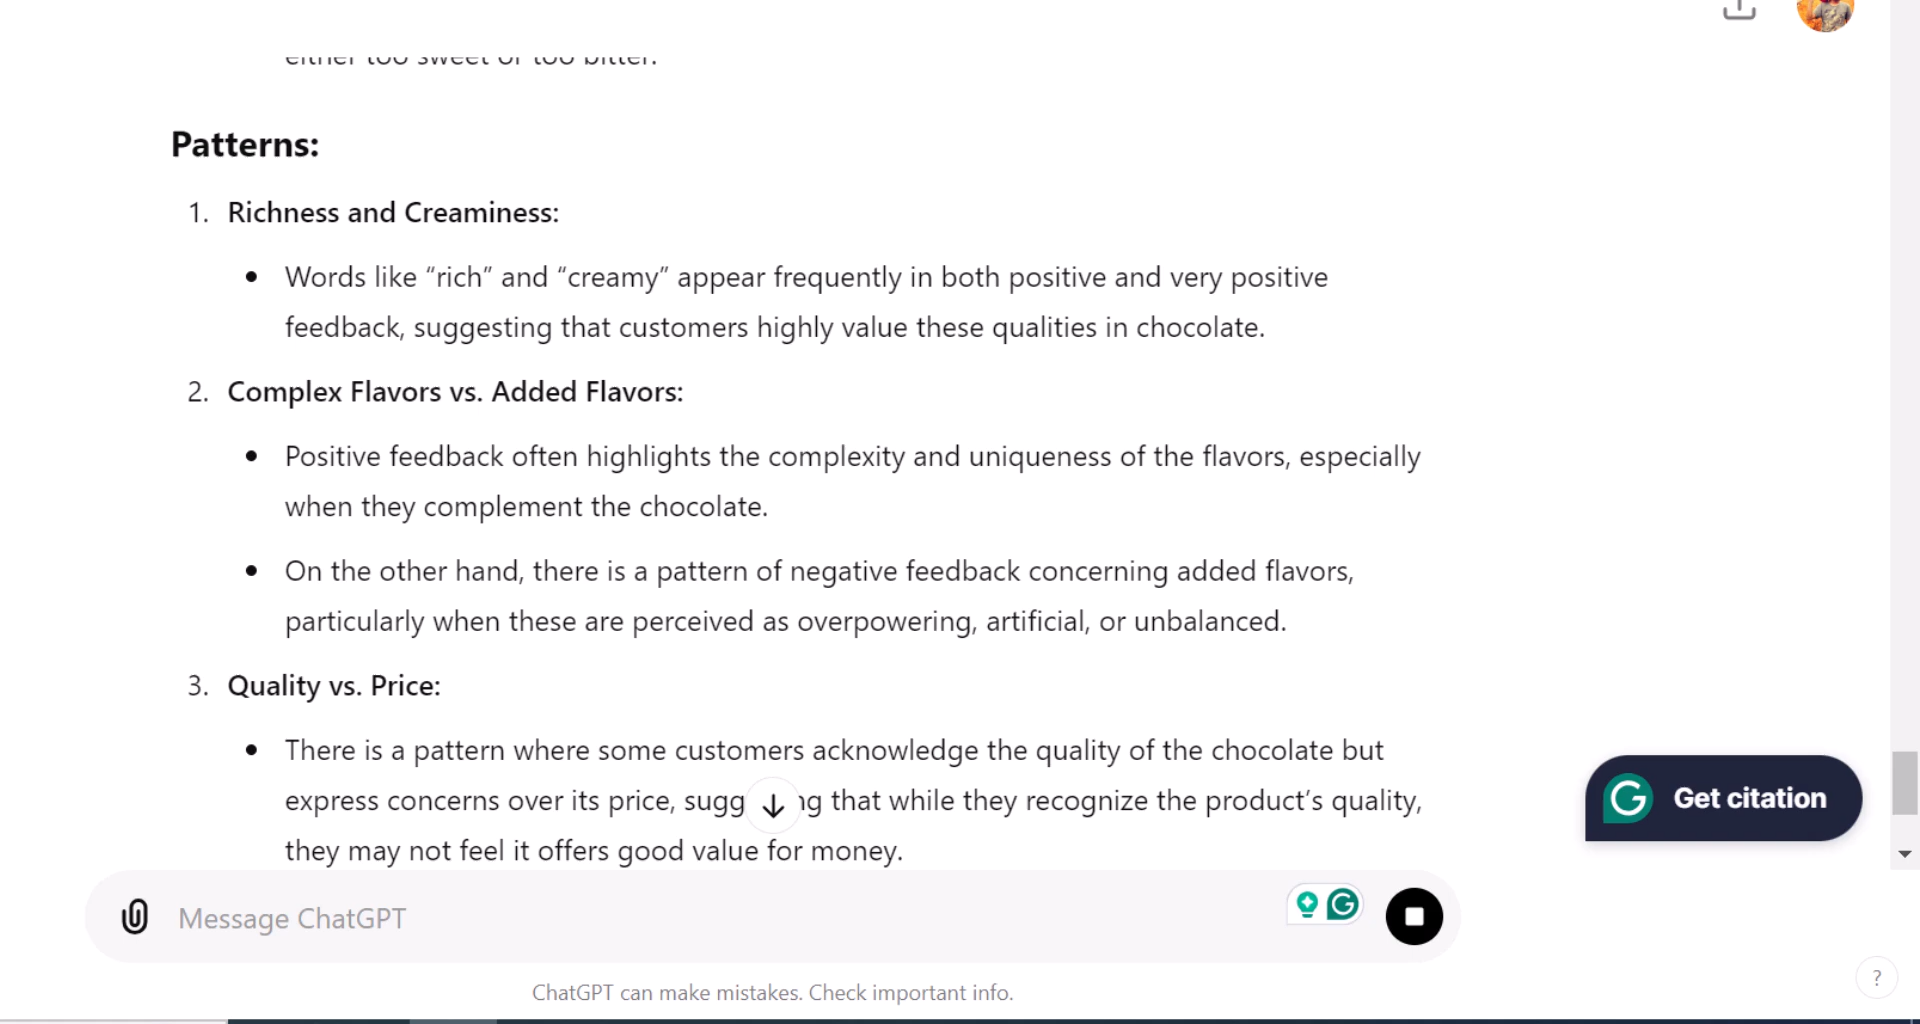 either too sweet or too bitter.
Patterns:
1. Richness and Creaminess:
Words like “rich” and “creamy” appear frequently in both positive and very positive
feedback, suggesting that customers highly value these qualities in chocolate.
2. Complex Flavors vs. Added Flavors:
Positive feedback often highlights the complexity and uniqueness of the flavors, especially
when they complement the chocolate.
On the other hand, there is a pattern of negative feedback concerning added flavors,
particularly when these are perceived as overpowering, artificial, or unbalanced.
3. Quality vs. Price:
There is a pattern where some customers acknowledge the quality of the chocolate but
express concerns over its price, sugg ng that while they recognize the product’s quality,
they may not feel it offers good value for money.
Get citation
Message ChatGPT
ChatGPT can make mistakes. Check important info.
?